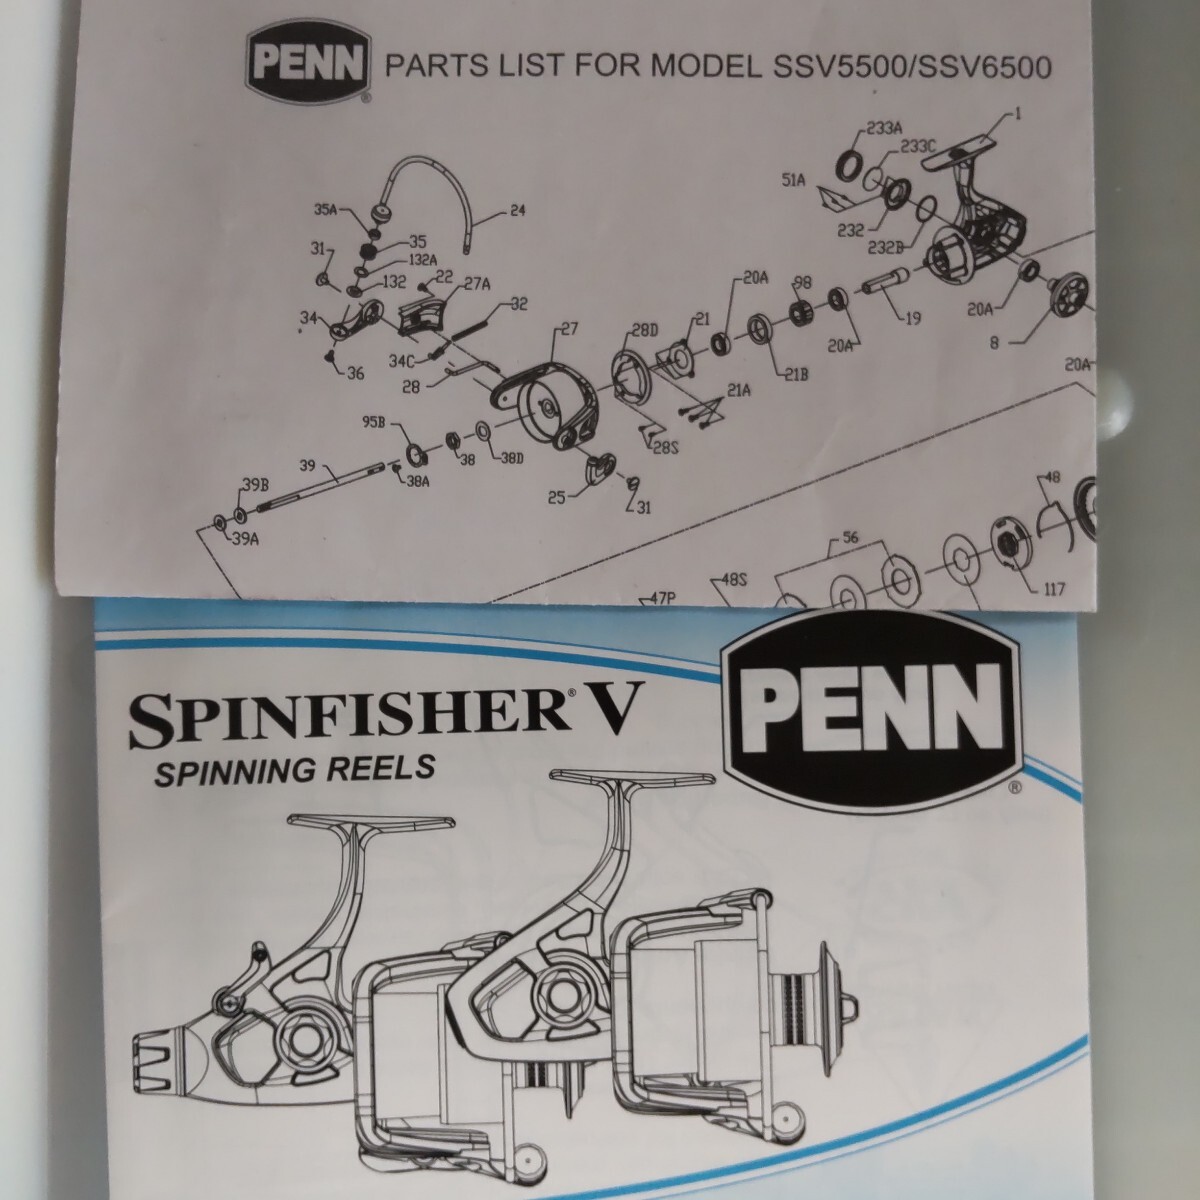 PENN® PARTS LIST FOR MODEL SSV5500/SSV6500
1
233A
233C
51A
232
232B
35A
24
31
35
132A
132
22
27A
34
32
36
34C
28
27
28D
21
20A
98
20A
19
20A
8
21B
20A
21A
28S
95B
38
38D
39
38A
39B
39A
25
31
48
56
117
48S
47P
SPINFISHER® V
SPINNING REELS
PENN®